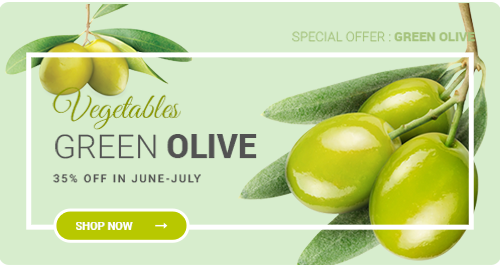 SPECIAL OFFER : GREEN OLIVE
Vegetables
GREEN OLIVE
35% OFF IN JUNE-JULY
SHOP NOW →